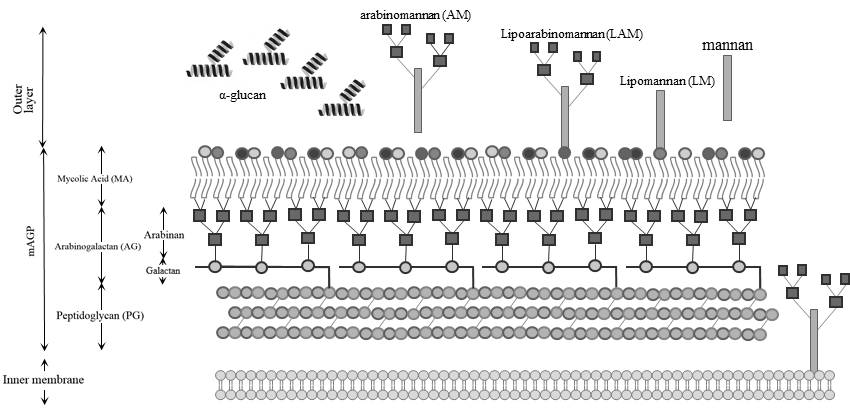 arabinomannan (AM)
Lipoarabinomannan (LAM)
mannan
Lipomannan (LM)
α-glucan
Outer
layer
Mycolic Acid (MA)
mAGP
Arabinogalactan (AG)
Arabinan
Galactan
Peptidoglycan (PG)
Inner membrane